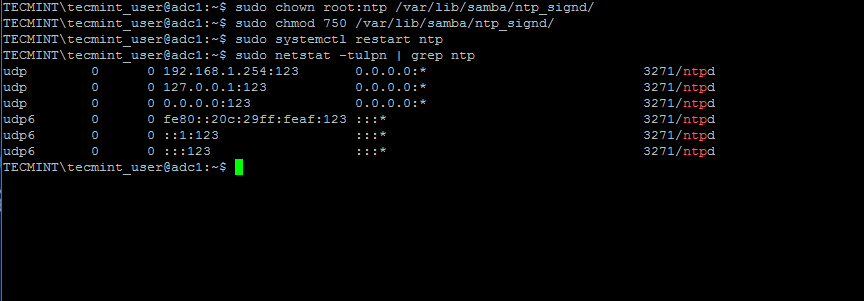 TECMINT\tecmint_user@adc1:~$ sudo chown root:ntp /var/lib/samba/ntp_signd/
TECMINT\tecmint_user@adc1:~$ sudo chmod 750 /var/lib/samba/ntp_signd/
TECMINT\tecmint_user@adc1:~$ sudo systemctl restart ntp
TECMINT\tecmint_user@adc1:~$ sudo netstat -tulpn | grep ntp
udp 0 0 192.168.1.254:123 0.0.0.0:* 3271/ntpd
udp 0 0 127.0.0.1:123 0.0.0.0:* 3271/ntpd
udp 0 0 0.0.0.0:123 0.0.0.0:* 3271/ntpd
udp6 0 0 fe80::20c:29ff:feaf:123 :::* 3271/ntpd
udp6 0 0 ::1:123 :::* 3271/ntpd
udp6 0 0 :::123 :::* 3271/ntpd
TECMINT\tecmint_user@adc1:~$